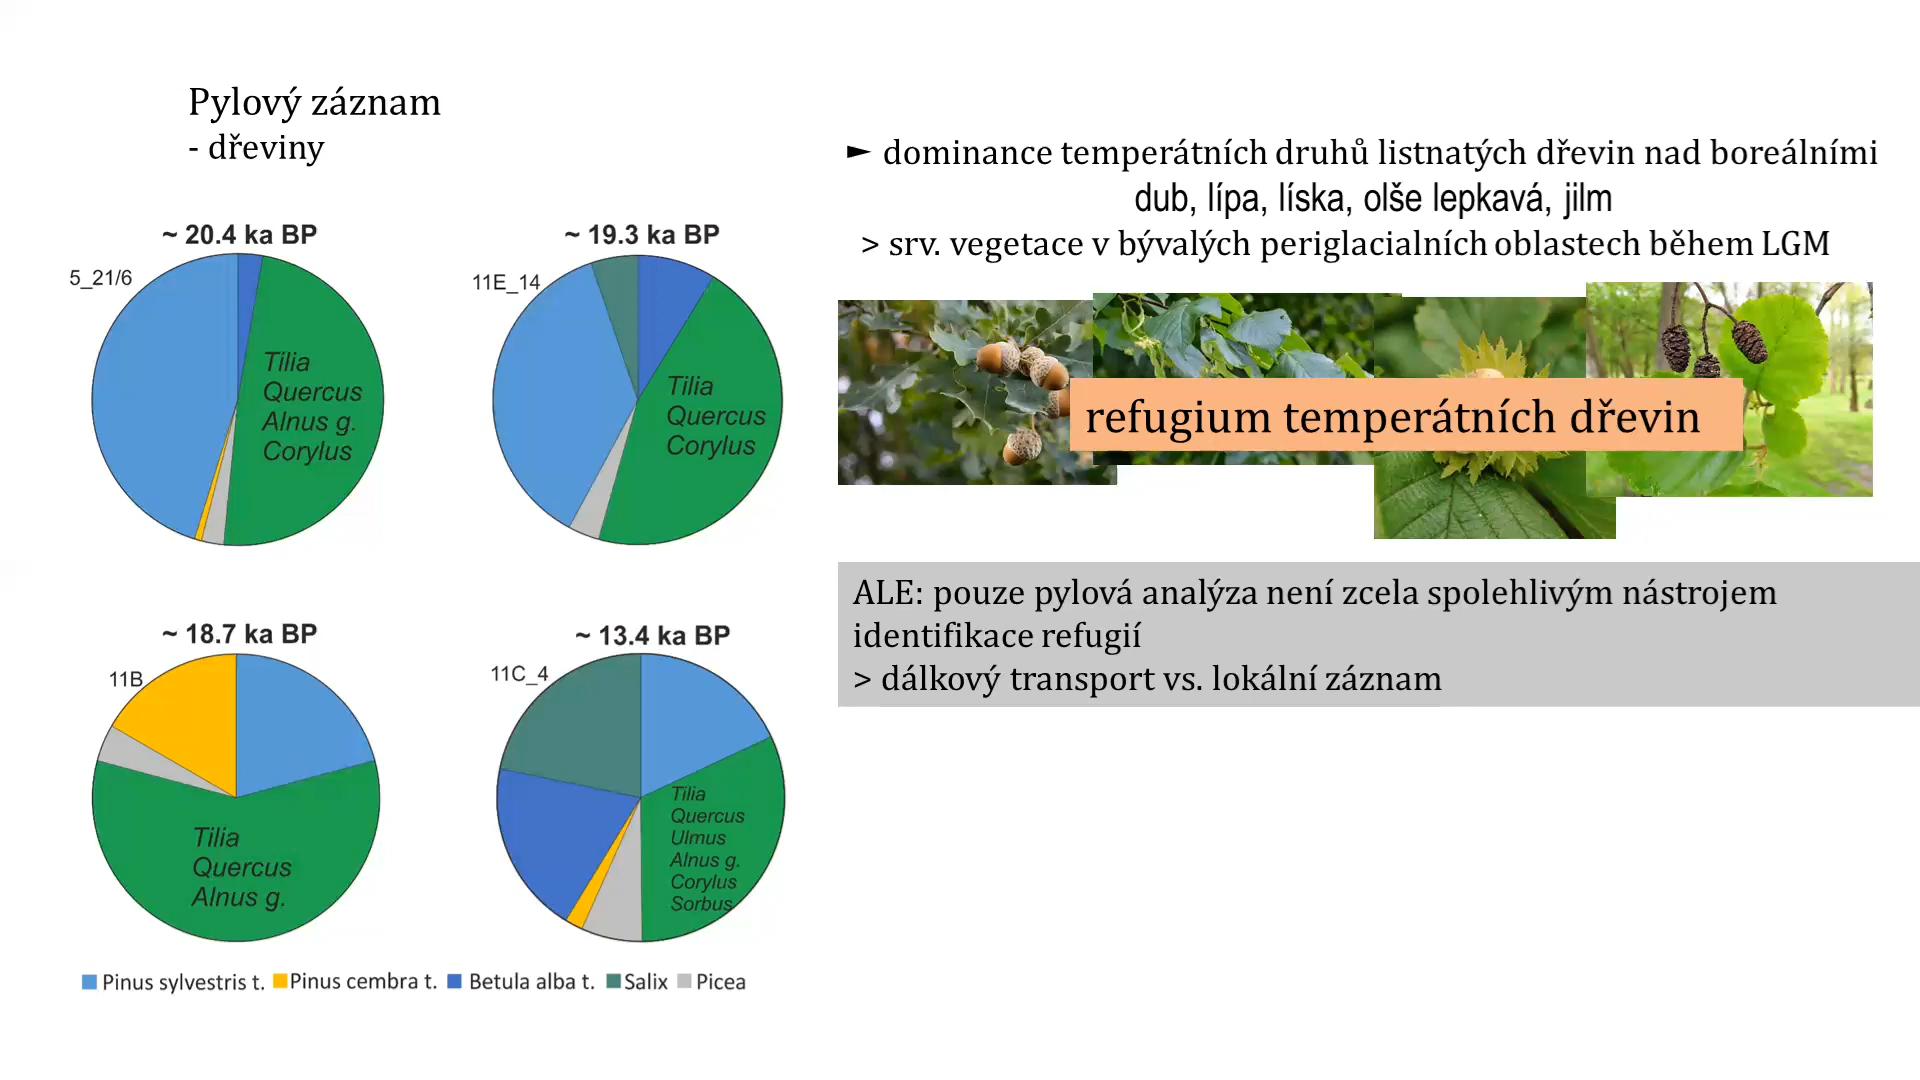 Pylový záznam
- dřeviny
~ 20.4 ka BP
5_21/6
Tilia
Quercus
Alnus g.
Corylus
~ 19.3 ka BP
11E_14
Tilia
Quercus
Corylus
~ 18.7 ka BP
11B
Tilia
Quercus
Alnus g.
~ 13.4 ka BP
11C_4
Tilia
Quercus
Ulmus
Alnus g.
Corylus
Sorbus
Pinus sylvestris t. Pinus cembra t. Betula alba t. Salix Picea
► dominance temperátních druhů listnatých dřevin nad boreálními
dub, lípa, líska, olše lepkavá, jilm
> srv. vegetace v bývalých periglacialních oblastech během LGM
refugium temperátních dřevin
ALE: pouze pylová analýza není zcela spolehlivým nástrojem
identifikace refugií
> dálkový transport vs. lokální záznam